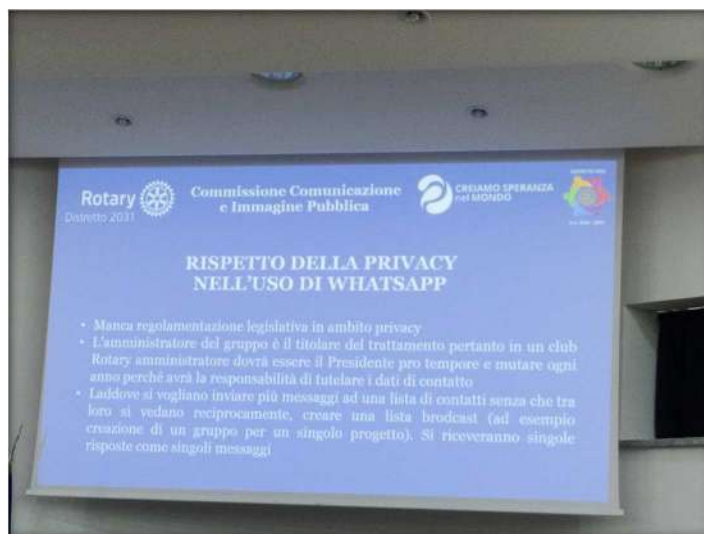 Rotary
Distretto 2031
Commissione Comunicazione
e Immagine Pubblica
CREIAMO SPERANZA
nel MONDO
RISPETTO DELLA PRIVACY
NELL'USO DI WHATSAPP
• Manca regolamentazione legislativa in ambito privacy
• L'amministratore del gruppo è il titolare del trattamento pertanto in un club
Rotary amministratore dovrà essere il Presidente pro tempore e mutare ogni
anno perché avrà la responsabilità di tutelare i dati di contatto
• Laddove si vogliano inviare più messaggi ad una lista di contatti senza che tra
loro si vedano reciprocamente, creare una lista brodcast (ad esempio
creazione di un gruppo per un singolo progetto). Si riceveranno singole
risposte come singoli messaggi